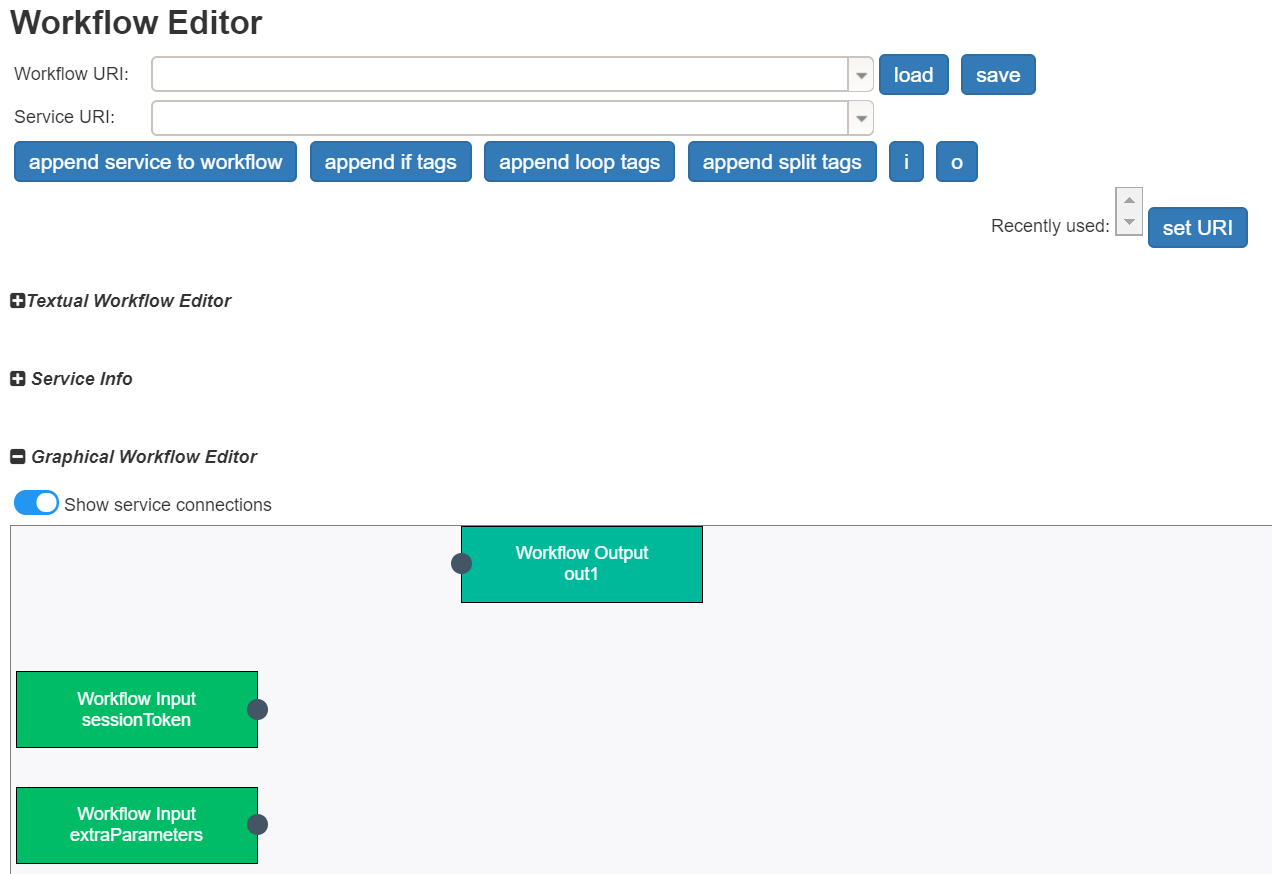 Workflow Editor
Workflow URI: load save
Service URI:
append service to workflow append if tags append loop tags append split tags i o
Recently used: set URI
Textual Workflow Editor
Service Info
Graphical Workflow Editor
Show service connections
Workflow Output
out1
Workflow Input
sessionToken
Workflow Input
extraParameters